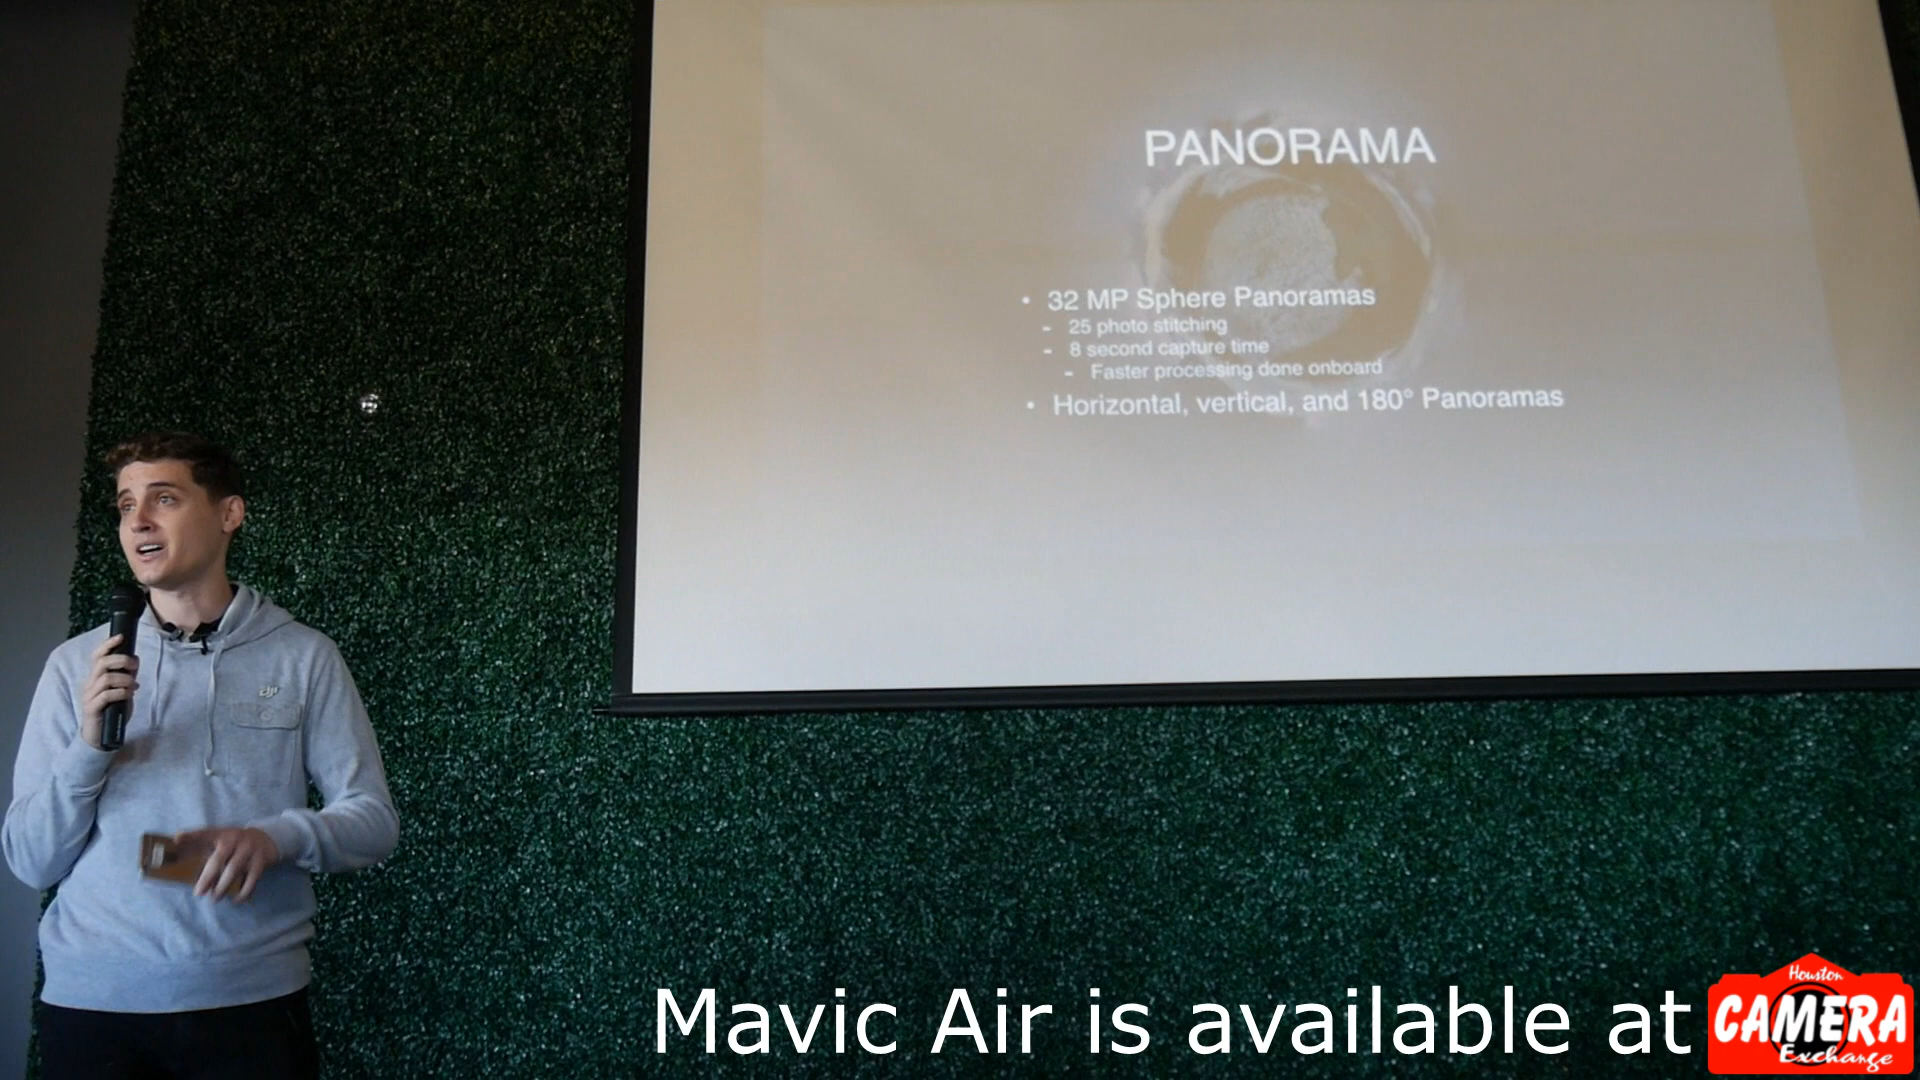 PANORAMA
• 32 MP Sphere Panoramas
- 25 photo stitching
- 8 second capture time
- Faster processing done onboard
• Horizontal, vertical, and 180° Panoramas
dji
Mavic Air is available at
Houston
CAMERA
Exchange